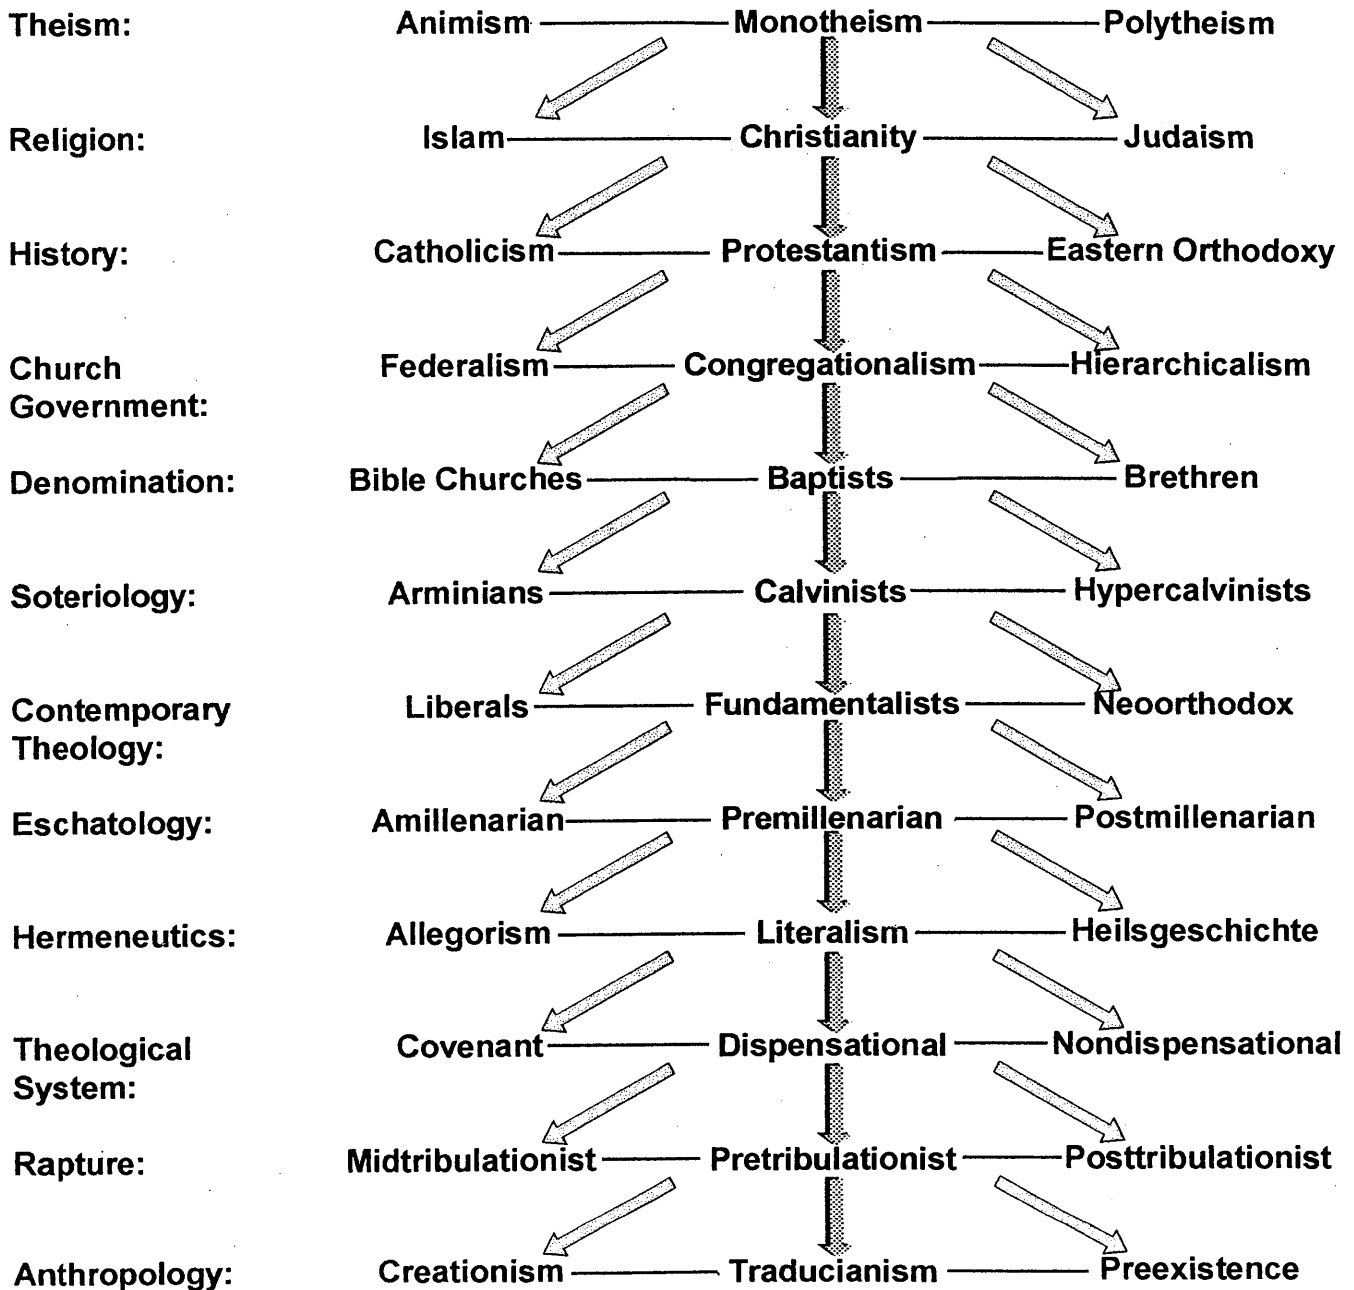 Theism: Animism Monotheism Polytheism
Religion: Islam Christianity Judaism
History: Catholicism Protestantism Eastern Orthodoxy
Church Federalism Congregationalism Hierarchicalism
Government:
Denomination: Bible Churches Baptists Brethren
Soteriology: Arminians Calvinists Hypercalvinists
Contemporary Liberals Fundamentalists Neoorthodox
Theology:
Eschatology: Amillenarian Premillenarian Postmillenarian
Hermeneutics: Allegorism Literalism Heilsgeschichte
Theological Covenant Dispensational Nondispensational
System:
Rapture: Midtribulationist Pretribulationist Posttribulationist
Anthropology: Creationism Traducianism Preexistence